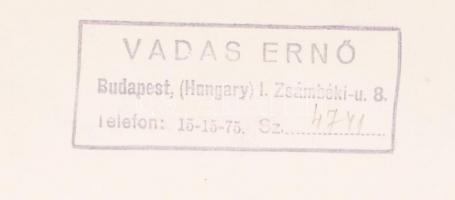 VADAS ERNŐ
Budapest, (Hungary) I. Zsámbéki-u. 8.
Telefon: 15-15-75. Sz. 4741